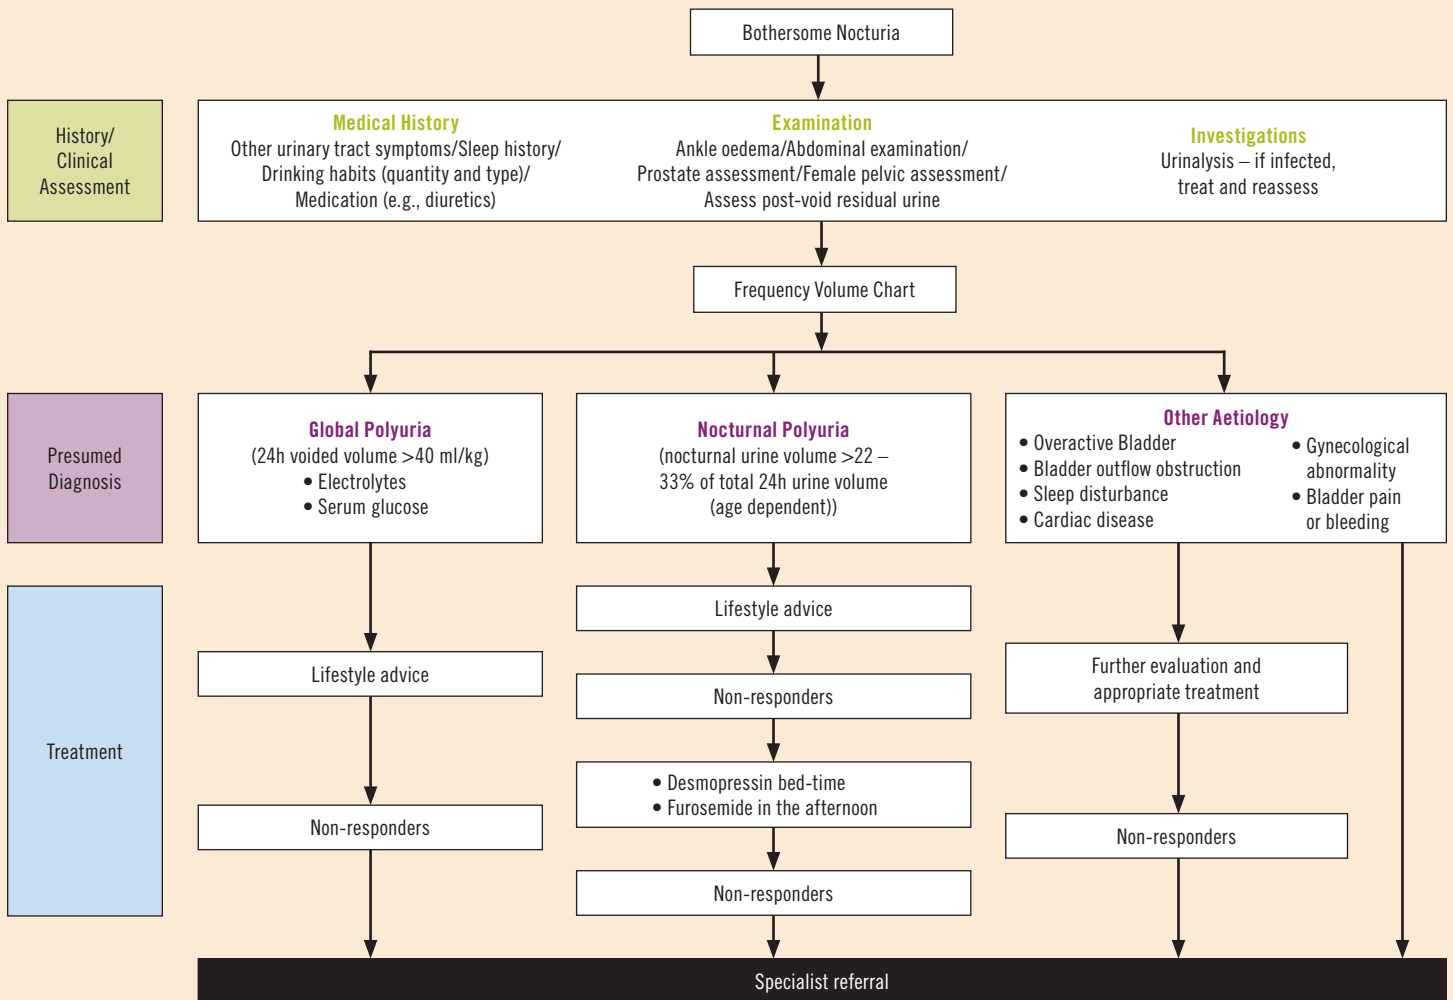 Bothersome Nocturia
History/
Clinical
Assessment
Medical History
Other urinary tract symptoms/Sleep history/
Drinking habits (quantity and type)/
Medication (e.g., diuretics)
Examination
Ankle oedema/Abdominal examination/
Prostate assessment/Female pelvic assessment/
Assess post-void residual urine
Investigations
Urinalysis – if infected,
treat and reassess
Frequency Volume Chart
Presumed
Diagnosis
Global Polyuria
(24h voided volume >40 ml/kg)
• Electrolytes
• Serum glucose
Nocturnal Polyuria
(nocturnal urine volume >22 –
33% of total 24h urine volume
(age dependent))
Other Aetiology
• Overactive Bladder
• Bladder outflow obstruction
• Sleep disturbance
• Cardiac disease
• Gynecological
abnormality
• Bladder pain
or bleeding
Treatment
Lifestyle advice
Non-responders
Lifestyle advice
Non-responders
• Desmopressin bed-time
• Furosemide in the afternoon
Non-responders
Further evaluation and
appropriate treatment
Non-responders
Specialist referral